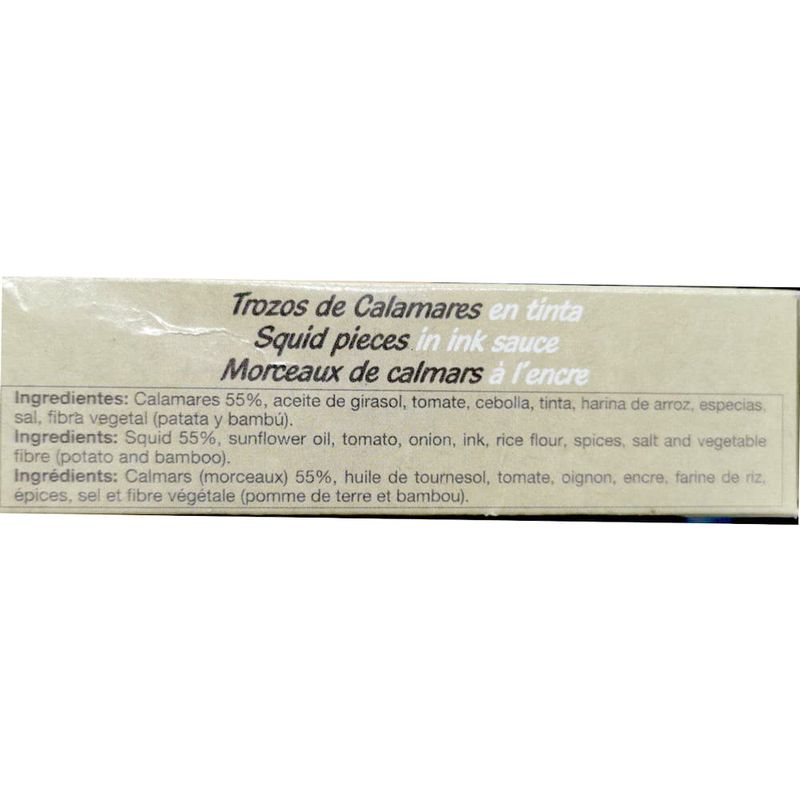 Trozos de Calamares en tinta
Squid pieces in ink sauce
Morceaux de calmars à l'encre
Ingredientes: Calamares 55%, aceite de girasol, tomate, cebolla, tinta, harina de arroz, especias,
sal, fibra vegetal (patata y bambú).
Ingredients: Squid 55%, sunflower oil, tomato, onion, ink, rice flour, spices, salt and vegetable
fibre (potato and bamboo).
Ingrédients: Calmars (morceaux) 55%, huile de tournesol, tomate, oignon, encre, farine de riz,
épices, sel et fibre végétale (pomme de terre et bambou).